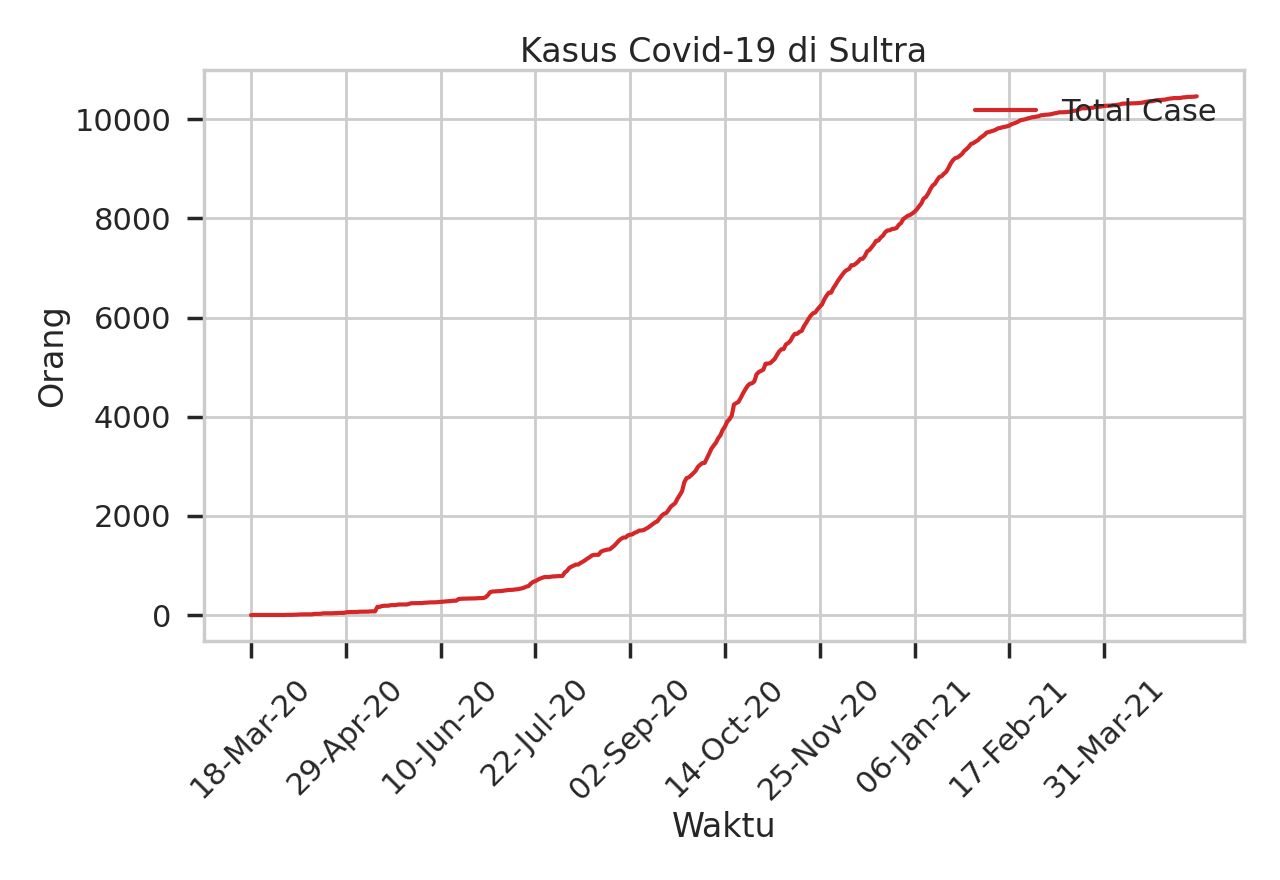 Kasus Covid-19 di Sultra
Total Case
10000
8000
6000
4000
2000
0
Orang
18-Mar-20
29-Apr-20
10-Jun-20
22-Jul-20
02-Sep-20
14-Oct-20
25-Nov-20
06-Jan-21
17-Feb-21
31-Mar-21
Waktu